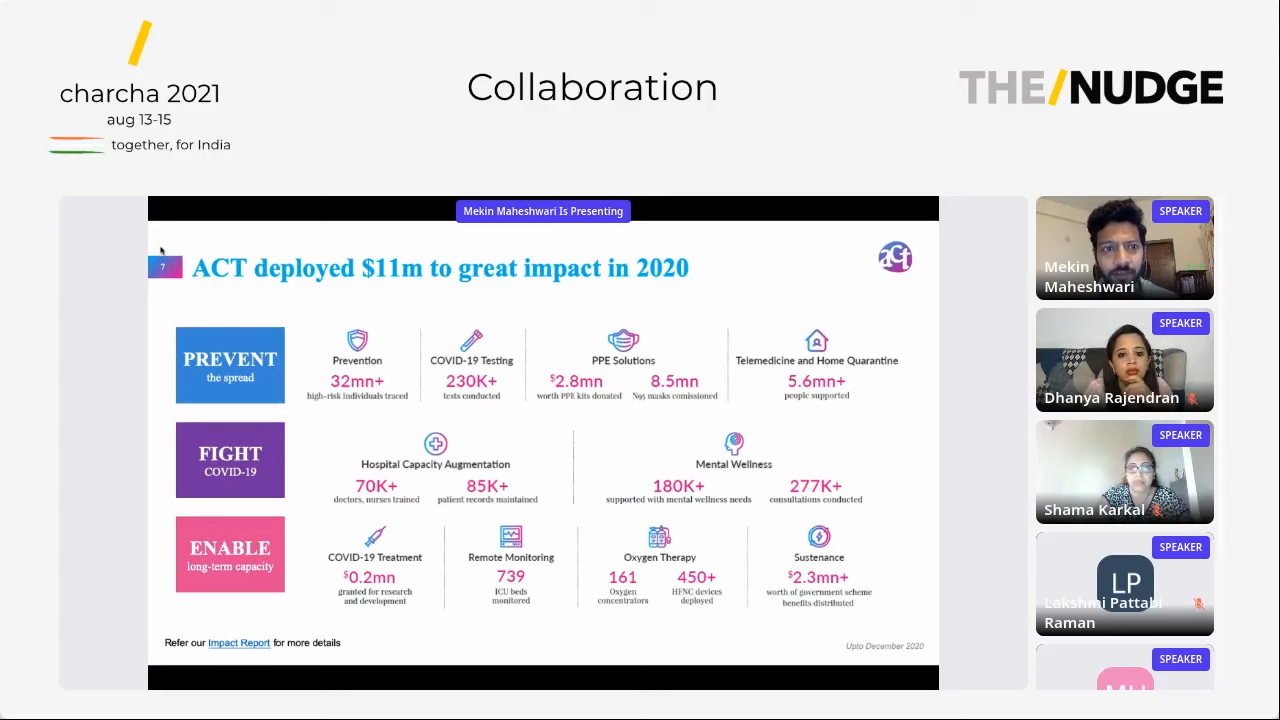 charcha 2021
aug 13-15
together, for India
Collaboration
THE/NUDGE
Mekin Maheshwari Is Presenting
7
ACT deployed $11m to great impact in 2020
act
PREVENT
the spread
Prevention
32mn+
high-risk individuals traced
COVID-19 Testing
230K+
tests conducted
PPE Solutions
$2.8mn
worth PPE kits donated
8.5mn
N95 masks comissioned
Telemedicine and Home Quarantine
5.6mn+
people supported
FIGHT
COVID-19
Hospital Capacity Augmentation
70K+
doctors, nurses trained
85K+
patient records maintained
Mental Wellness
180K+
supported with mental wellness needs
277K+
consultations conducted
ENABLE
long-term capacity
COVID-19 Treatment
$0.2mn
granted for research
and development
Remote Monitoring
739
ICU beds
monitored
Oxygen Therapy
161
Oxygen
concentrators
450+
HFNC devices
deployed
Sustenance
$2.3mn+
worth of government scheme
benefits distributed
Refer our Impact Report for more details
Upto December 2020
SPEAKER
Mekin
Maheshwari
SPEAKER
Dhanya Rajendran
SPEAKER
Shama Karkal
SPEAKER
LP
Lakshmi Pattabi
Raman
SPEAKER